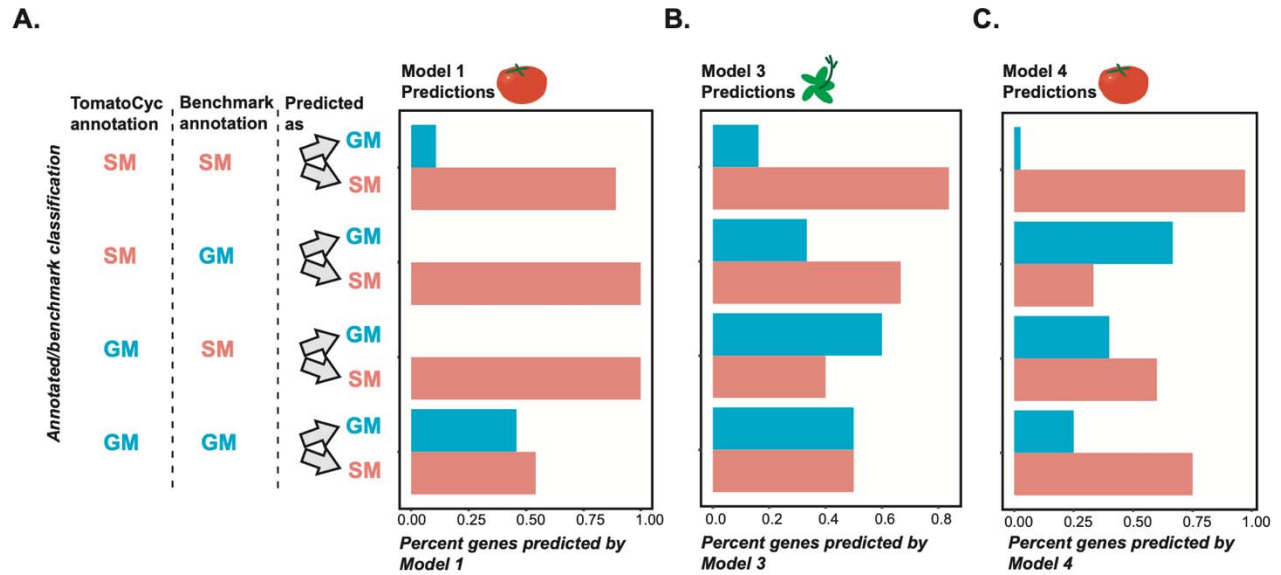 A.
B.
C.
Model 1
Predictions
Model 3
Predictions
Model 4
Predictions
TomatoCyc
annotation
Benchmark
annotation
Predicted
as
Annotated/benchmark classification
SM
SM
GM
SM
SM
GM
GM
SM
GM
SM
GM
SM
GM
GM
GM
SM
0.00
0.25
0.50
0.75
1.00
0.0
0.2
0.4
0.6
0.8
0.00
0.25
0.50
0.75
1.00
Percent genes predicted by
Model 1
Percent genes predicted by
Model 3
Percent genes predicted by
Model 4